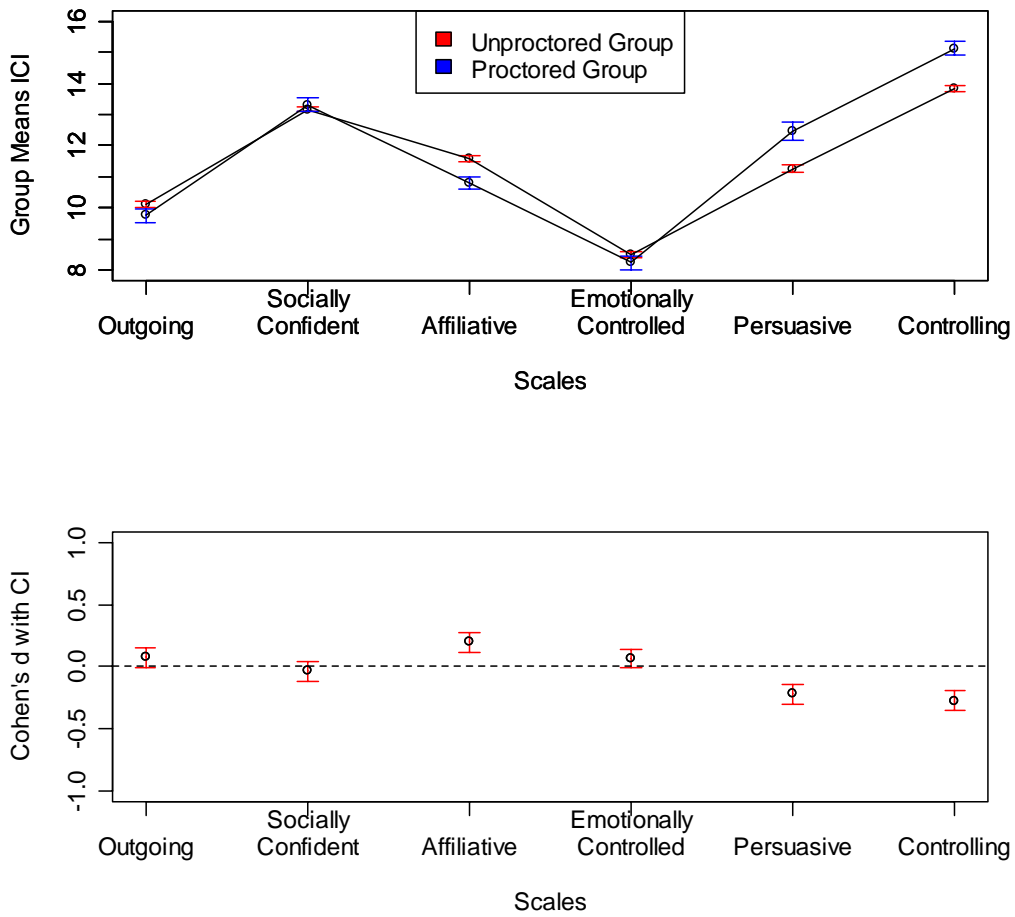 Group Means ICI
16
14
12
10
8
Unproctored Group
Proctored Group
Outgoing
Socially
Confident
Affiliative
Emotionally
Controlled
Persuasive
Controlling
Scales
Cohen's d with CI
1.0
0.5
0.0
-0.5
-1.0
Outgoing
Socially
Confident
Affiliative
Emotionally
Controlled
Persuasive
Controlling
Scales